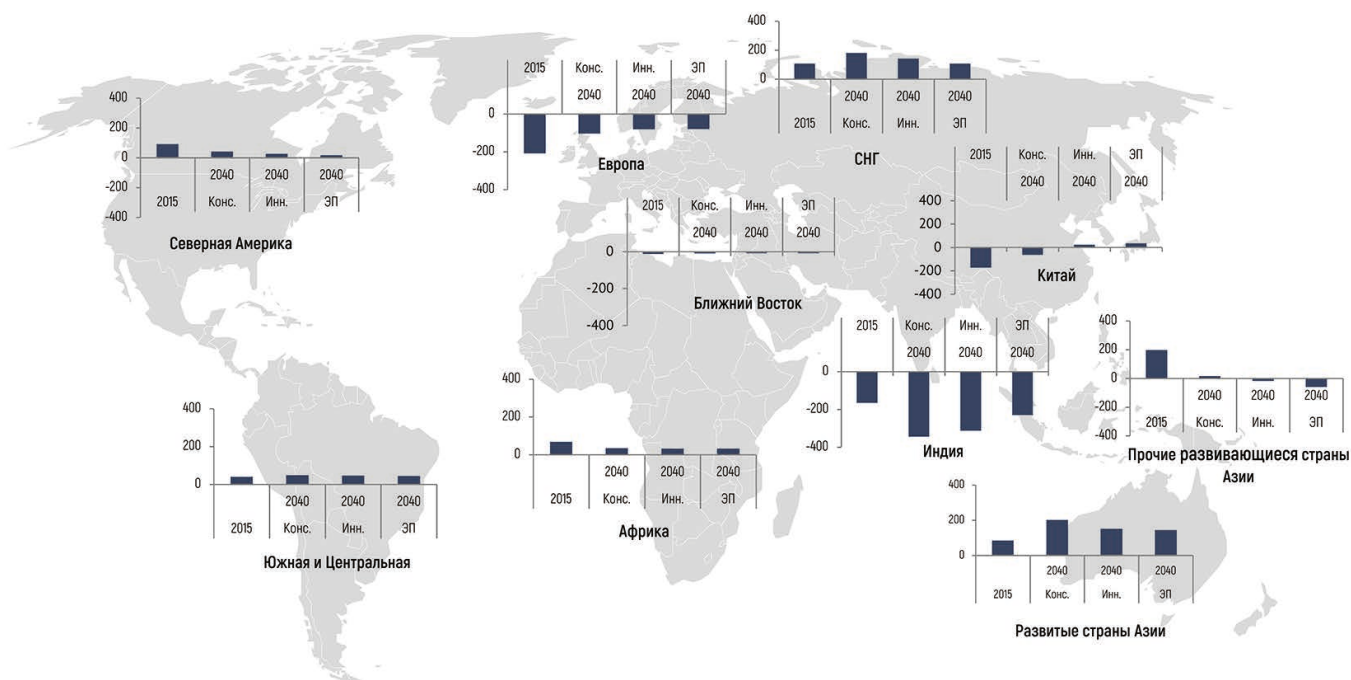 400
200
0
-200
-400
2040 2040 2040
2015 Конс. Инн. ЭП
Северная Америка
2015 Конс. Инн. ЭП
2040 2040 2040
0
-200
-400
Европа
400
200
0
2040 2040 2040
2015 Конс. Инн. ЭП
СНГ
2015 Конс. Инн. ЭП
2040 2040 2040
0
-200
-400
Ближний Восток
2015 Конс. Инн. ЭП
2040 2040 2040
400
200
0
-200
-400
Китай
2015 Конс. Инн. ЭП
2040 2040 2040
0
-200
-400
Индия
400
200
0
-200
-400
2040 2040 2040
2015 Конс. Инн. ЭП
Прочие развивающиеся страны
Азии
400
200
0
2040 2040 2040
2015 Конс. Инн. ЭП
Южная и Центральная
400
200
0
2040 2040 2040
2015 Конс. Инн. ЭП
Африка
400
200
0
2040 2040 2040
2015 Конс. Инн. ЭП
Развитые страны Азии